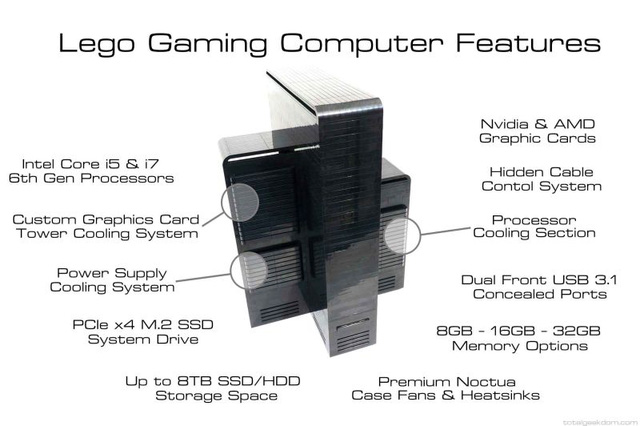 Lego Gaming Computer Features
Nvidia & AMD
Graphic Cards
Intel Core i5 & i7
6th Gen Processors
Hidden Cable
Contol System
Custom Graphics Card
Tower Cooling System
Processor
Cooling Section
Power Supply
Cooling System
Dual Front USB 3.1
Concealed Ports
PCIe x4 M.2 SSD
System Drive
8GB - 16GB - 32GB
Memory Options
Up to 8TB SSD/HDD
Storage Space
Premium Noctua
Case Fans & Heatsinks
totalgeekdom.com